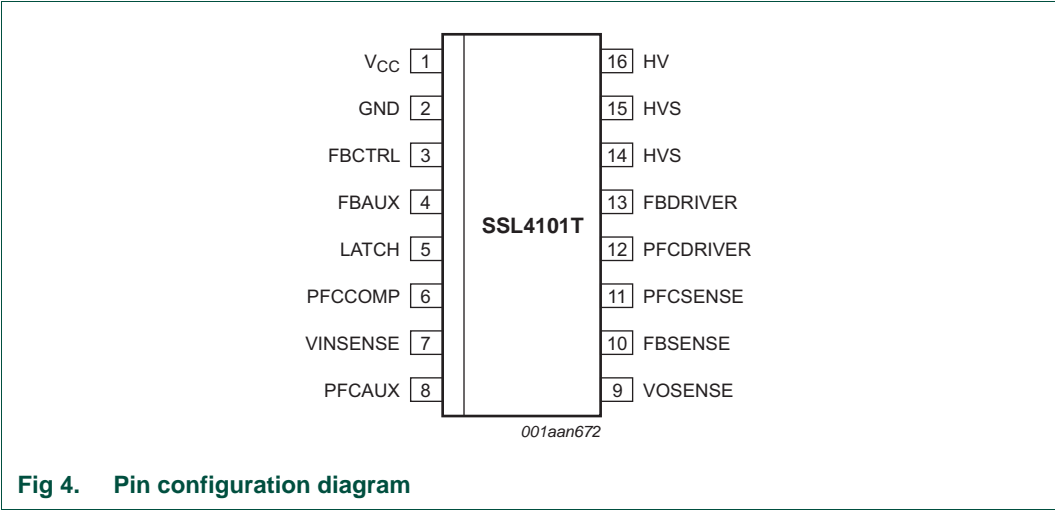 V_CC 1 16 HV
GND 2 15 HVS
FBCTRL 3 14 HVS
FBAUX 4 13 FBDRIVER
SSL4101T
LATCH 5 12 PFCDRIVER
PFCCOMP 6 11 PFCSENSE
VINSENSE 7 10 FBSENSE
PFCAUX 8 9 VOSENSE
001aan672
Fig 4. Pin configuration diagram